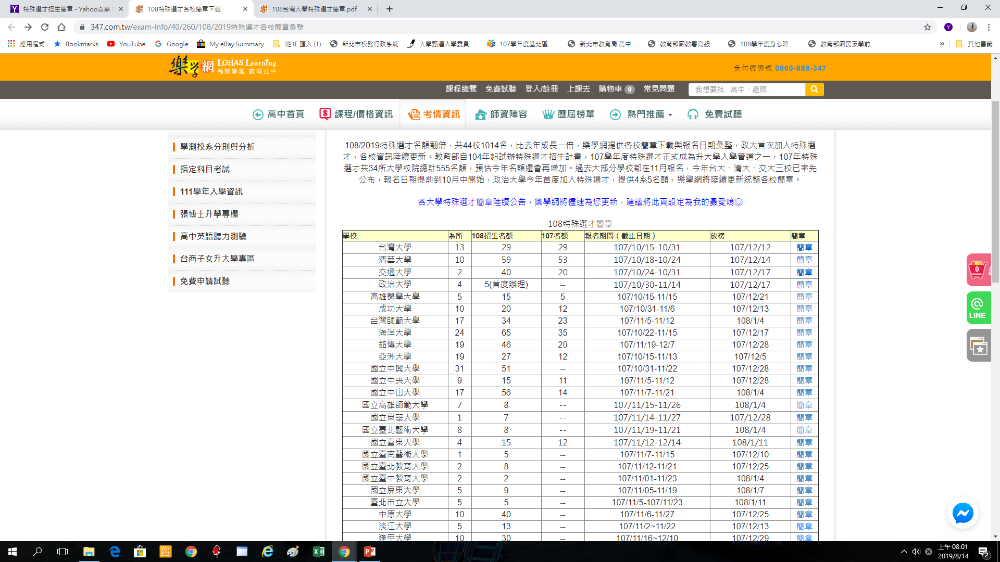 特殊選才招生簡章 - Yahoo奇摩
108特殊選才各校簡章下載
108台灣大學特殊選才簡章.pdf
347.com.tw/exam-info/40/260/108/2019特殊選才各校簡章彙整
應用程式 Bookmarks YouTube Google My eBay Summary 從 IE 匯入 (1) 新北市校務行政系統 大學甄選入學委員... 107學年度基北區... 新北市教育局 高中... 教育部國教署高級... 108學年度身心障... 教育部國民及學前... » 其他書籤
樂学網 LOHAS Learning
高效學習 教育公平
免付費專線 0800-888-347
課程總覽 免費試聽 登入/註冊 上課去 購物車 0 常見問題 我想要找...高中、證照...
高中首頁 課程/價格資訊 考情資訊 師資陣容 歷屆榜單 熱門推薦 免費試聽
學測校系分則與分析
指定科目考試
111學年入學資訊
張博士升學專欄
高中英語聽力測驗
台商子女升大學專區
免費申請試聽
108/2019特殊選才名額翻倍，共44校1014名，比去年成長一倍，樂學網提供各校簡章下載與報名日期彙整，政大首次加入特殊選
才，各校資訊陸續更新。教育部自104年起試辦特殊選才招生計畫，107學年度特殊選才正式成為升大學入學管道之一，107年特殊
選才共34所大學校院總計555名額，預估今年名額還會再增加。過去大部分學校都在11月報名，今年台大、清大、交大三校已率先
公布，報名日期提前到10月中開始，政治大學今年首度加入特殊選才，提供4系5名額，樂學網將陸續更新統整各校簡章。
各大學特殊選才簡章陸續公告，樂學網將儘速為您更新，建議將此頁設定為我的最愛唷☺
108特殊選才簡章
學校 系所 108招生名額 107名額 報名期間（截止日期） 放榜 簡章
台灣大學 13 29 29 107/10/15-10/31 107/12/12 簡章
清華大學 10 59 53 107/10/18-10/24 107/12/14 簡章
交通大學 2 40 20 107/10/24-10/31 107/12/17 簡章
政治大學 4 5(首度辦理) -- 107/10/30-11/14 107/12/17 簡章
高雄醫學大學 5 15 5 107/10/15-11/15 107/12/21 簡章
成功大學 10 20 12 107/10/31-11/6 107/12/13 簡章
台灣師範大學 17 34 23 107/11/5-11/12 108/1/4 簡章
海洋大學 24 65 35 107/10/22-11/15 107/12/17 簡章
銘傳大學 19 46 20 107/11/19-12/7 107/12/28 簡章
亞洲大學 19 27 12 107/10/15-11/13 107/12/5 簡章
國立中興大學 31 51 -- 107/10/31-11/22 107/12/28 簡章
國立中央大學 9 15 11 107/11/5-11/12 107/12/28 簡章
國立中山大學 17 56 14 107/11/7-11/21 108/1/4 簡章
國立高雄師範大學 7 8 -- 107/11/15-11/26 108/1/4 簡章
國立東華大學 1 7 -- 107/11/14-11/27 107/12/28 簡章
國立臺北藝術大學 8 8 -- 107/11/19-11/21 108/1/4 簡章
國立臺東大學 4 15 12 107/11/12-12/14 108/1/11 簡章
國立臺南藝術大學 1 5 -- 107/11/7-11/15 107/12/10 簡章
國立臺北教育大學 2 8 -- 107/11/12-11/21 107/12/25 簡章
國立臺中教育大學 2 2 -- 107/11/01-11/23 108/1/4 簡章
國立屏東大學 5 9 -- 107/11/05-11/19 108/1/7 簡章
臺北市立大學 5 5 -- 107/11/5-107/11/23 108/1/11 簡章
中原大學 10 40 -- 107/11/6-11/27 107/12/25 簡章
淡江大學 5 13 -- 107/11/2~11/22 107/12/13 簡章
逢甲大學 10 30 -- 107/11/16~12/10 107/12/29 簡章
0
@
LINE
上午 08:01
2019/8/14
2